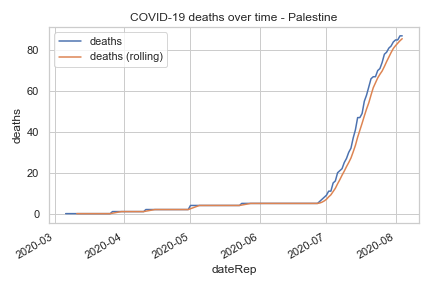 COVID-19 deaths over time - Palestine
deaths
deaths (rolling)
deaths
80
60
40
20
0
2020-03
2020-04
2020-05
2020-06
2020-07
2020-08
dateRep